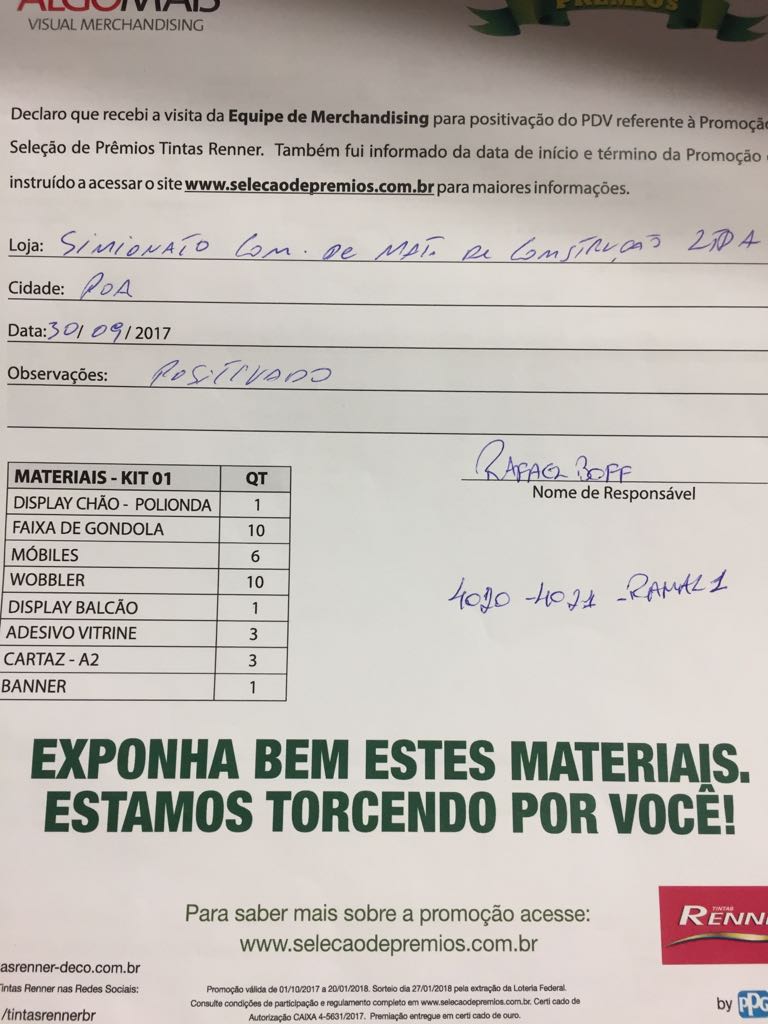 ALGOMAIS
VISUAL MERCHANDISING
PRÊMIOS
Declaro que recebi a visita da Equipe de Merchandising para positivação do PDV referente à Promoção
Seleção de Prêmios Tintas Renner. Também fui informado da data de início e término da Promoção e
instruído a acessar o site www.selecaodepremios.com.br para maiores informações.
Loja: SIMIONATO COM. DE MAT. DE CONSTRUÇÃO LTDA
Cidade: POA
Data: 30/09/2017
Observações: POSITIVADO
RAFAEL BOFF
Nome de Responsável
MATERIAIS - KIT 01 QT
DISPLAY CHÃO - POLIONDA 1
FAIXA DE GONDOLA 10
MÓBILES 6
WOBBLER 10
DISPLAY BALCÃO 1
ADESIVO VITRINE 3
CARTAZ - A2 3
BANNER 1
4020 - 4021 - RAMAL 1
EXPONHA BEM ESTES MATERIAIS.
ESTAMOS TORCENDO POR VOCÊ!
Para saber mais sobre a promoção acesse:
www.selecaodepremios.com.br
TINTAS
RENN
asrenner-deco.com.br
intas Renner nas Redes Sociais:
/tintasrennerbr
Promoção válida de 01/10/2017 a 20/01/2018. Sorteio dia 27/01/2018 pela extração da Loteria Federal.
Consulte condições de participação e regulamento completo em www.selecaodepremios.com.br. Certi cado de
Autorização CAIXA 4-5631/2017. Premiação entregue em certi cado de ouro.
by PPG